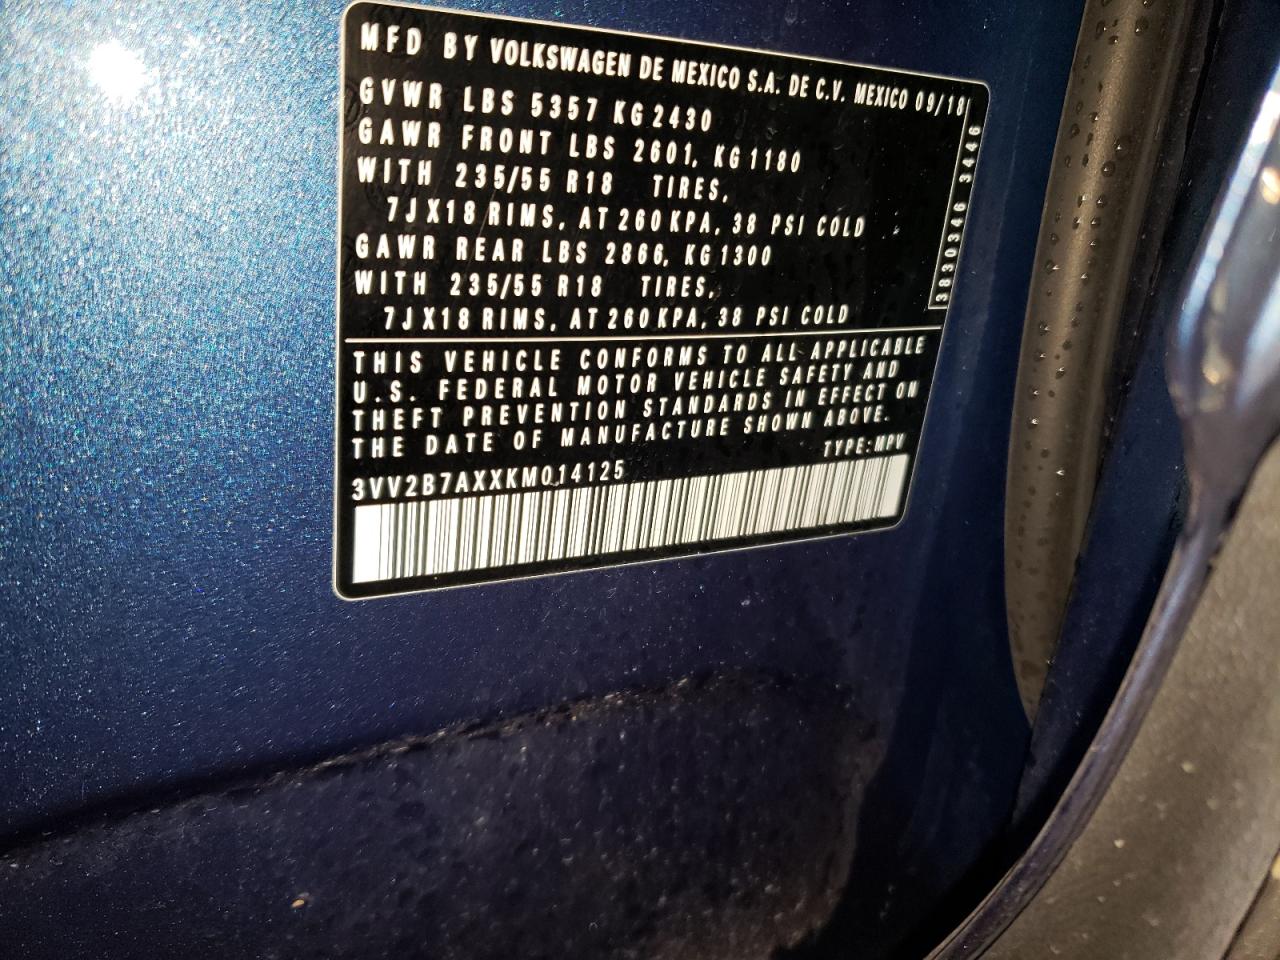 MFD BY VOLKSWAGEN DE MEXICO S.A. DE C.V. MEXICO 09/18
GVWR LBS 5357 KG 2430
GAWR FRONT LBS 2601, KG 1180
WITH 235/55 R18 TIRES,
7J X18 RIMS, AT 260 KPA, 38 PSI COLD
GAWR REAR LBS 2866, KG 1300
WITH 235/55 R18 TIRES,
7J X18 RIMS, AT 260 KPA, 38 PSI COLD
3830346 3446
THIS VEHICLE CONFORMS TO ALL APPLICABLE
U.S. FEDERAL MOTOR VEHICLE SAFETY AND
THEFT PREVENTION STANDARDS IN EFFECT ON
THE DATE OF MANUFACTURE SHOWN ABOVE.
TYPE: MPV
3VV2B7AXXKM014125